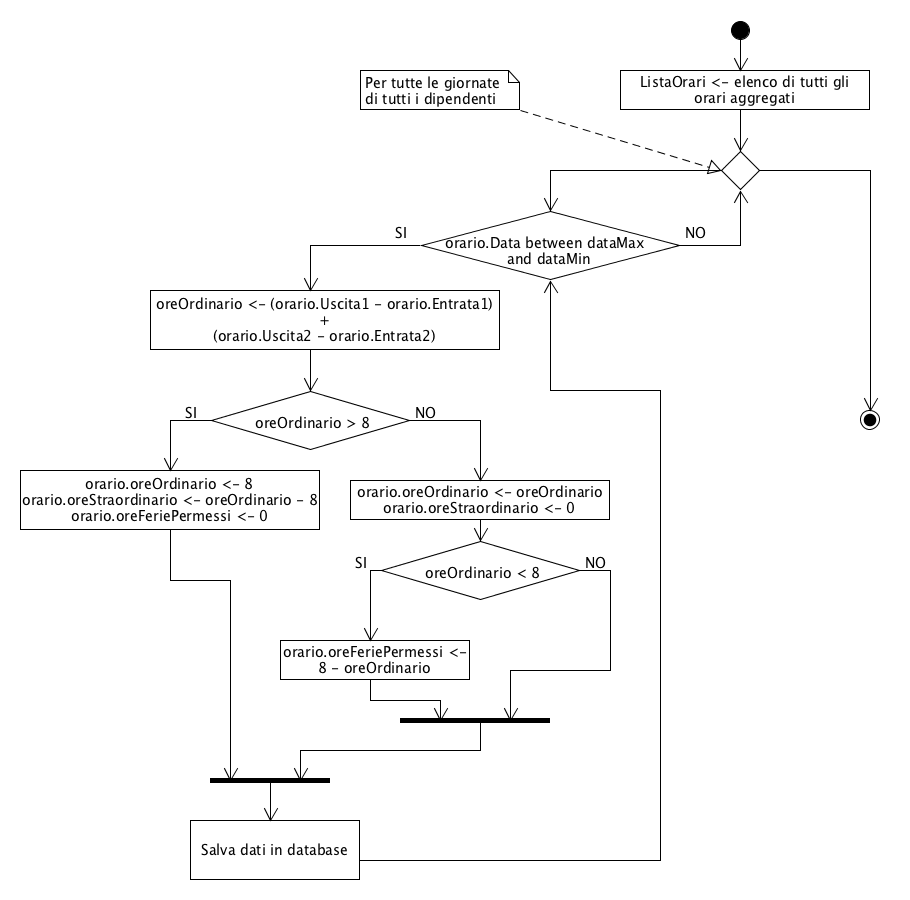 ListaOrari <- elenco di tutti gli
orari aggregati
Per tutte le giornate
di tutti i dipendenti
orario.Data between dataMax
and dataMin
SI
NO
oreOrdinario <- (orario.Uscita1 - orario.Entrata1)
+
(orario.Uscita2 - orario.Entrata2)
oreOrdinario > 8
SI
NO
orario.oreOrdinario <- 8
orario.oreStraordinario <- oreOrdinario - 8
orario.oreFeriePermessi <- 0
orario.oreOrdinario <- oreOrdinario
orario.oreStraordinario <- 0
oreOrdinario < 8
SI
NO
orario.oreFeriePermessi <-
8 - oreOrdinario
Salva dati in database